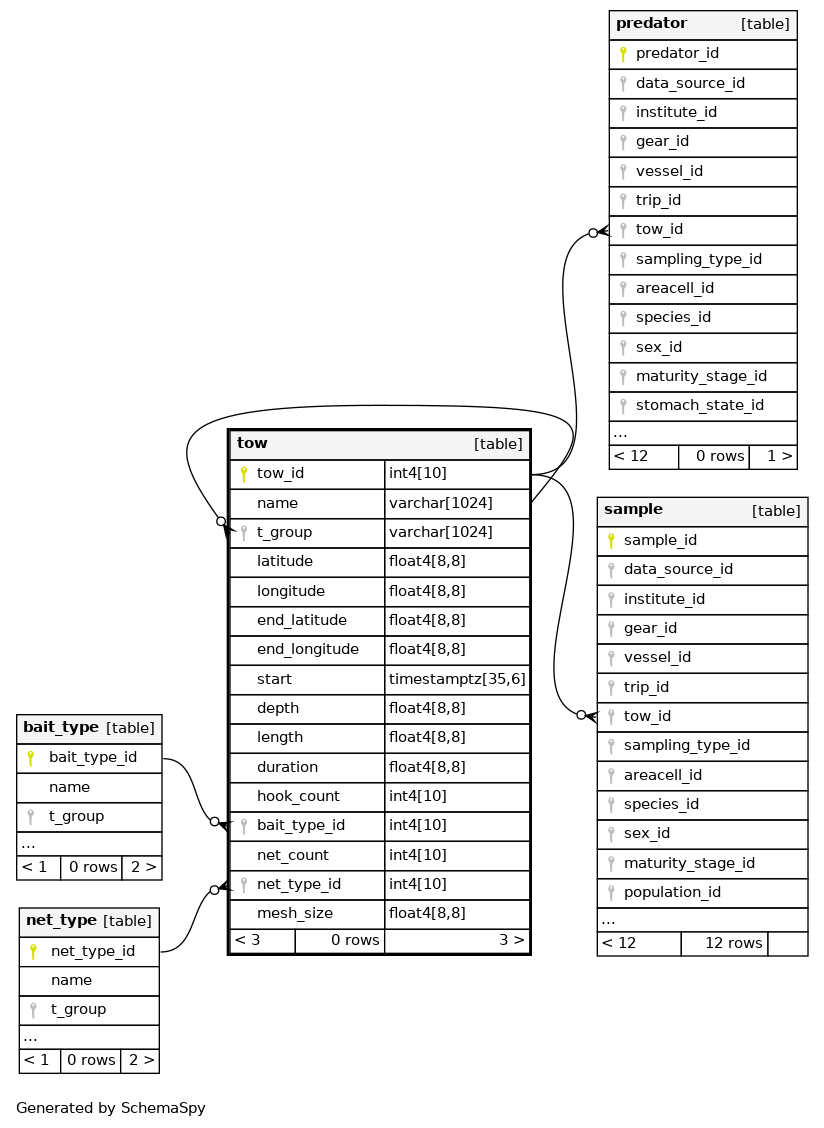 predator [table]
predator_id
data_source_id
institute_id
gear_id
vessel_id
trip_id
tow_id
sampling_type_id
areacell_id
species_id
sex_id
maturity_stage_id
stomach_state_id
...
< 12 0 rows 1 >
tow [table]
tow_id int4[10]
name varchar[1024]
t_group varchar[1024]
latitude float4[8,8]
longitude float4[8,8]
end_latitude float4[8,8]
end_longitude float4[8,8]
start timestamptz[35,6]
depth float4[8,8]
length float4[8,8]
duration float4[8,8]
hook_count int4[10]
bait_type_id int4[10]
net_count int4[10]
net_type_id int4[10]
mesh_size float4[8,8]
< 3 0 rows 3 >
sample [table]
sample_id
data_source_id
institute_id
gear_id
vessel_id
trip_id
tow_id
sampling_type_id
areacell_id
species_id
sex_id
maturity_stage_id
population_id
...
< 12 12 rows
bait_type [table]
bait_type_id
name
t_group
...
< 1 0 rows 2 >
net_type [table]
net_type_id
name
t_group
...
< 1 0 rows 2 >
Generated by SchemaSpy